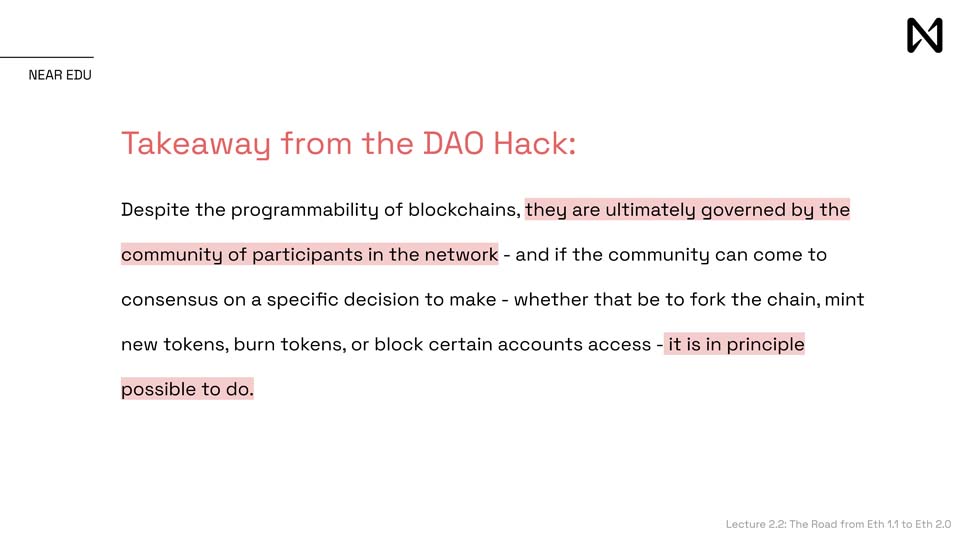 NEAR EDU
Takeaway from the DAO Hack:
Despite the programmability of blockchains, they are ultimately governed by the
community of participants in the network - and if the community can come to
consensus on a specific decision to make - whether that be to fork the chain, mint
new tokens, burn tokens, or block certain accounts access - it is in principle
possible to do.
Lecture 2.2: The Road from Eth 1.1 to Eth 2.0